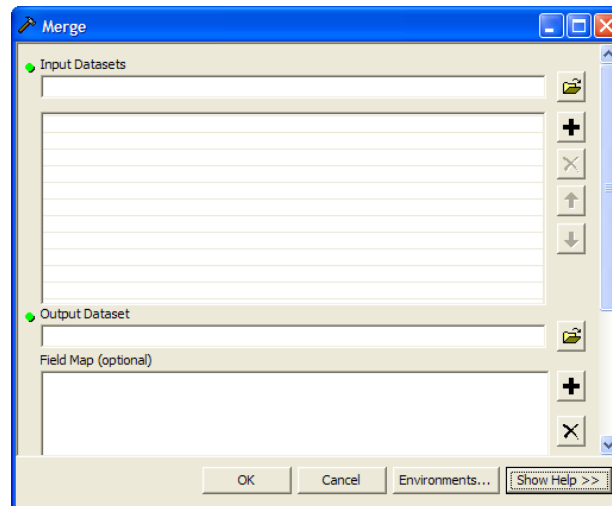 Merge
Input Datasets
Output Dataset
Field Map (optional)
OK
Cancel
Environments...
Show Help >>